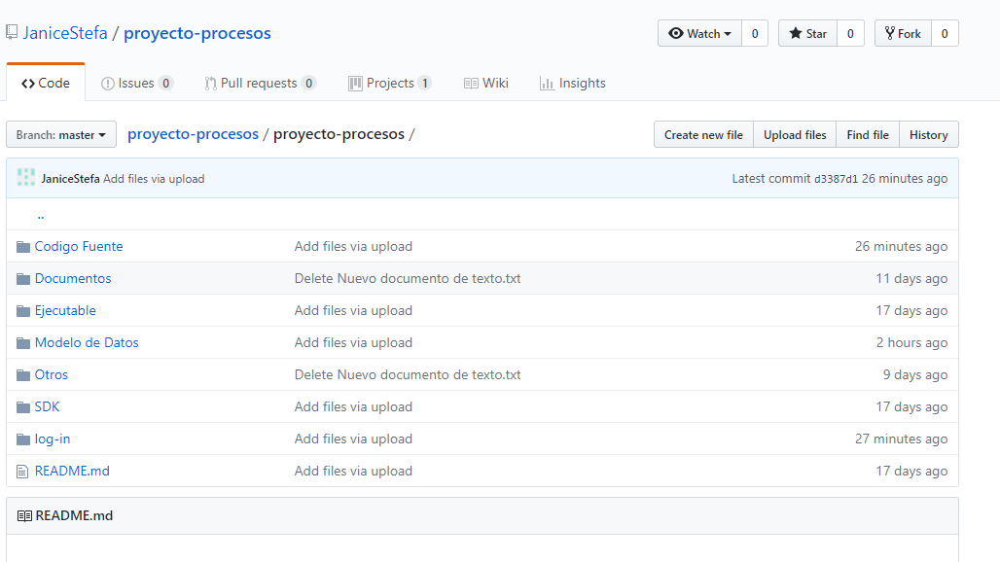 JaniceStefa / proyecto-procesos Watch 0 Star 0 Fork 0
Code Issues 0 Pull requests 0 Projects 1 Wiki Insights
Branch: master proyecto-procesos / proyecto-procesos / Create new file Upload files Find file History
JaniceStefa Add files via upload Latest commit d3387d1 26 minutes ago
..
Codigo Fuente Add files via upload 26 minutes ago
Documentos Delete Nuevo documento de texto.txt 11 days ago
Ejecutable Add files via upload 17 days ago
Modelo de Datos Add files via upload 2 hours ago
Otros Delete Nuevo documento de texto.txt 9 days ago
SDK Add files via upload 17 days ago
log-in Add files via upload 27 minutes ago
README.md Add files via upload 17 days ago
README.md